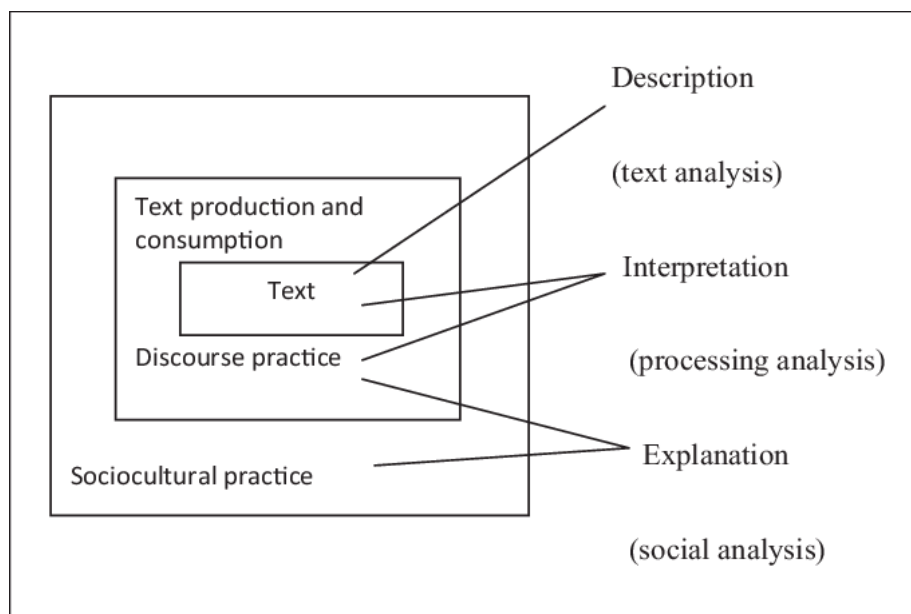 Description
(text analysis)
Text production and
consumption
Interpretation
Text
Discourse practice
(processing analysis)
Explanation
Sociocultural practice
(social analysis)